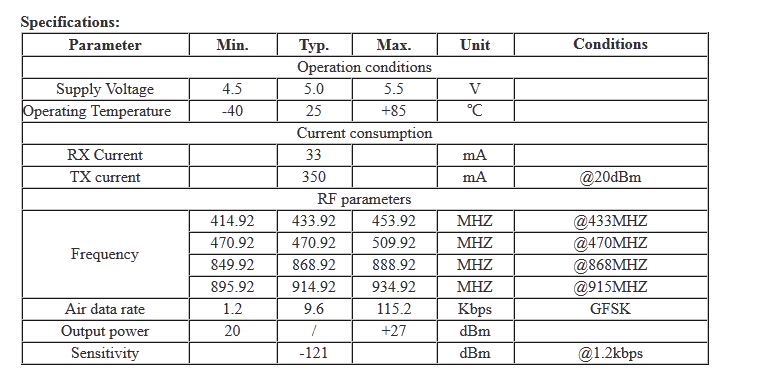 Specifications:
Parameter Min. Typ. Max. Unit Conditions
Operation conditions
Supply Voltage 4.5 5.0 5.5 V
Operating Temperature -40 25 +85 ℃
Current consumption
RX Current 33 mA
TX current 350 mA @20dBm
RF parameters
Frequency 414.92 433.92 453.92 MHZ @433MHZ
470.92 470.92 509.92 MHZ @470MHZ
849.92 868.92 888.92 MHZ @868MHZ
895.92 914.92 934.92 MHZ @915MHZ
Air data rate 1.2 9.6 115.2 Kbps GFSK
Output power 20 / +27 dBm
Sensitivity -121 dBm @1.2kbps